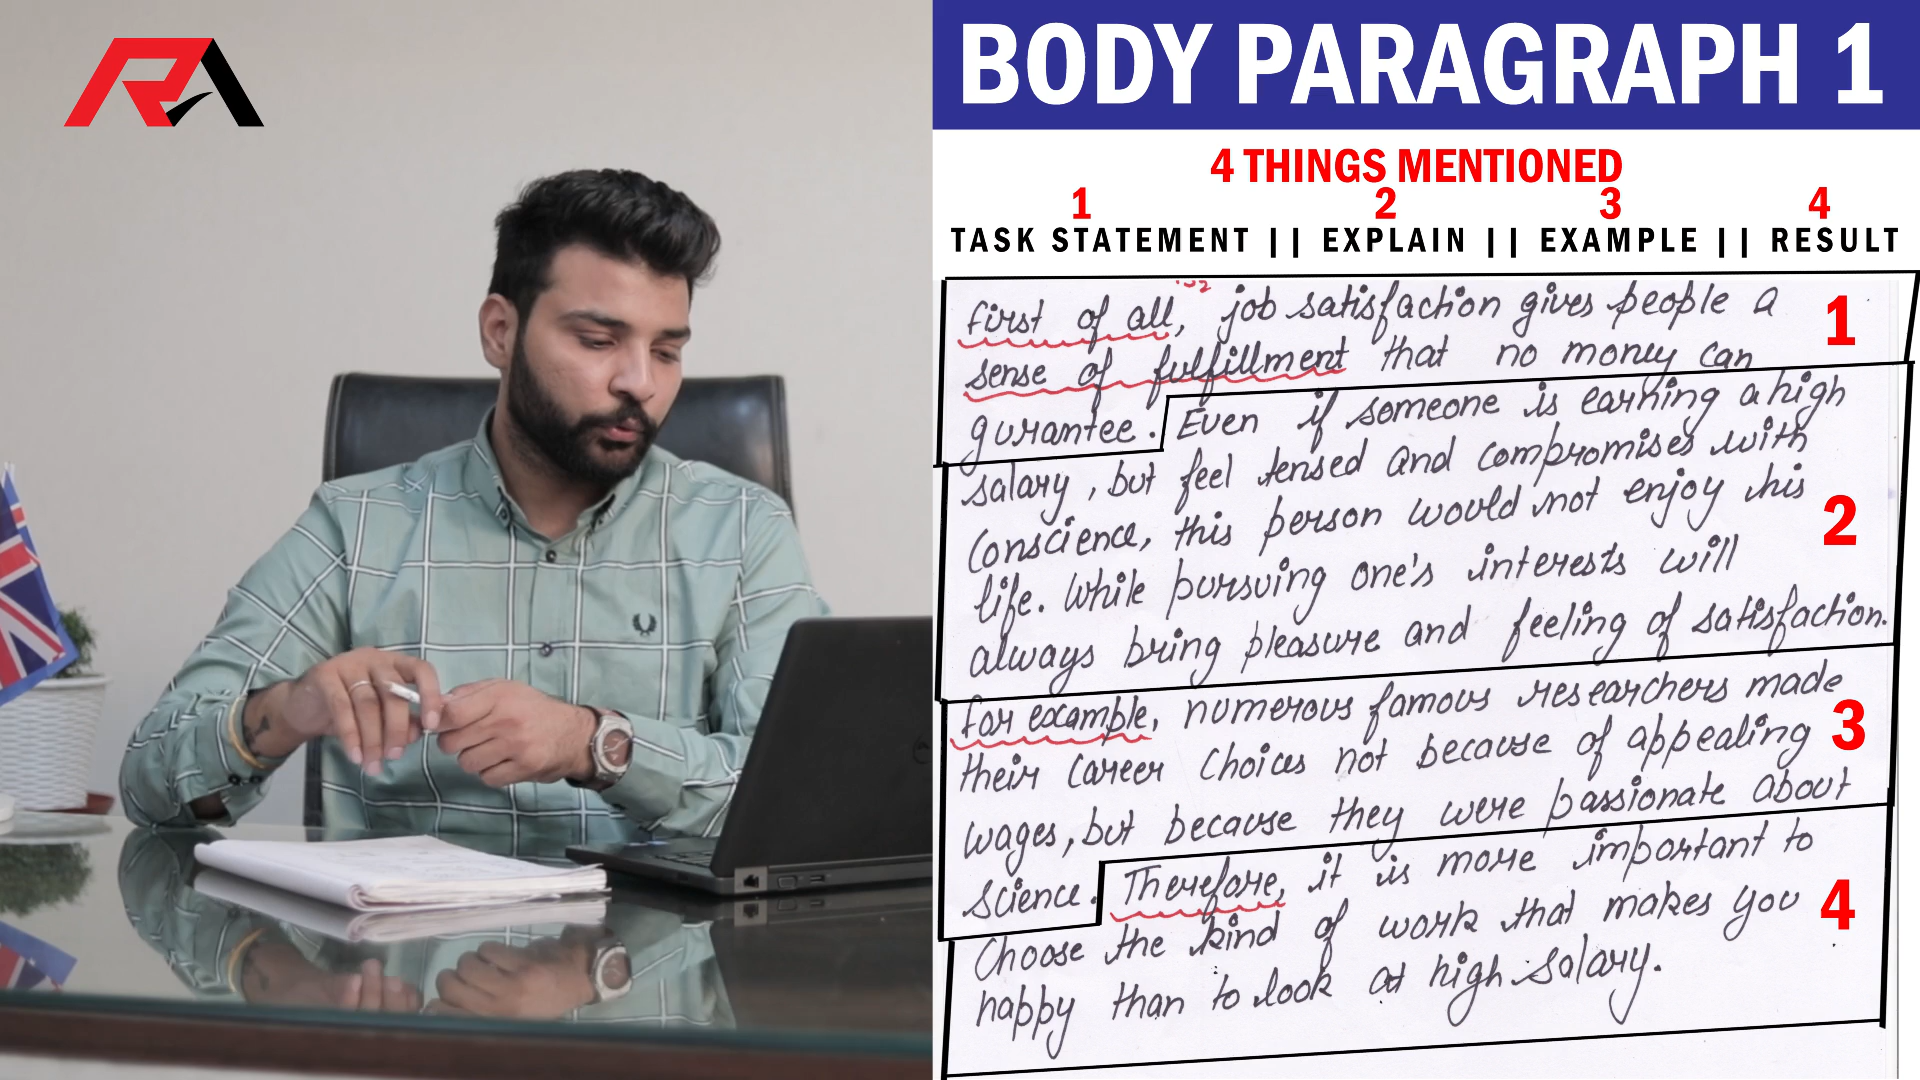 RA
BODY PARAGRAPH 1
4 THINGS MENTIONED
1 2 3 4
TASK STATEMENT || EXPLAIN || EXAMPLE || RESULT
First of all, job satisfaction gives people a
1
sense of fulfillment that no money can
gurantee. Even if someone is earning a high
salary, but feel tensed and compromises with
conscience, this person would not enjoy his
2
life. While pursuing one's interests will
always bring pleasure and feeling of satisfaction.
For example, numerous famous researchers made
3
their career choices not because of appealing
wages, but because they were passionate about
science. Therefore, it is more important to
choose the kind of work that makes you
4
happy than to look at high salary.